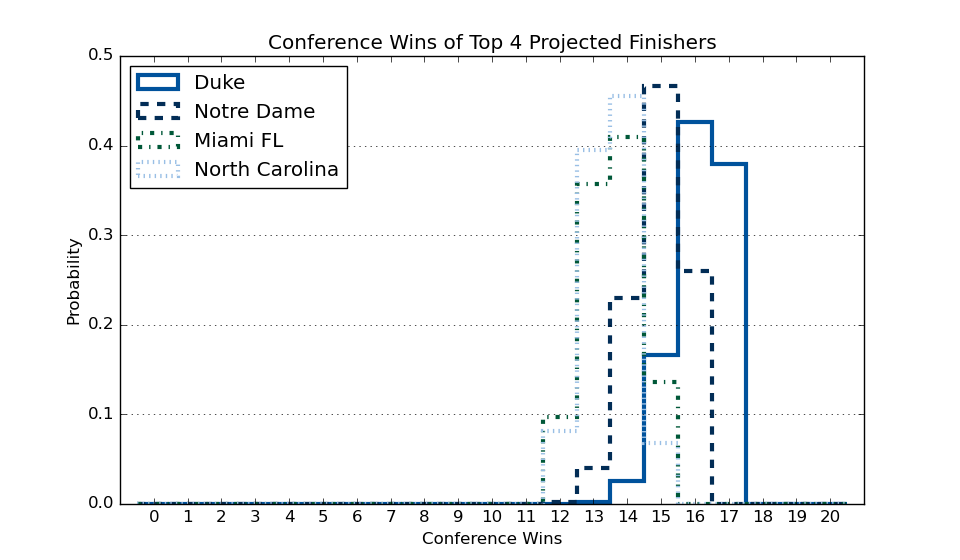 Conference Wins of Top 4 Projected Finishers
0.5
0.4
0.3
0.2
0.1
0.0
Probability
Duke
Notre Dame
Miami FL
North Carolina
0 1 2 3 4 5 6 7 8 9 10 11 12 13 14 15 16 17 18 19 20
Conference Wins